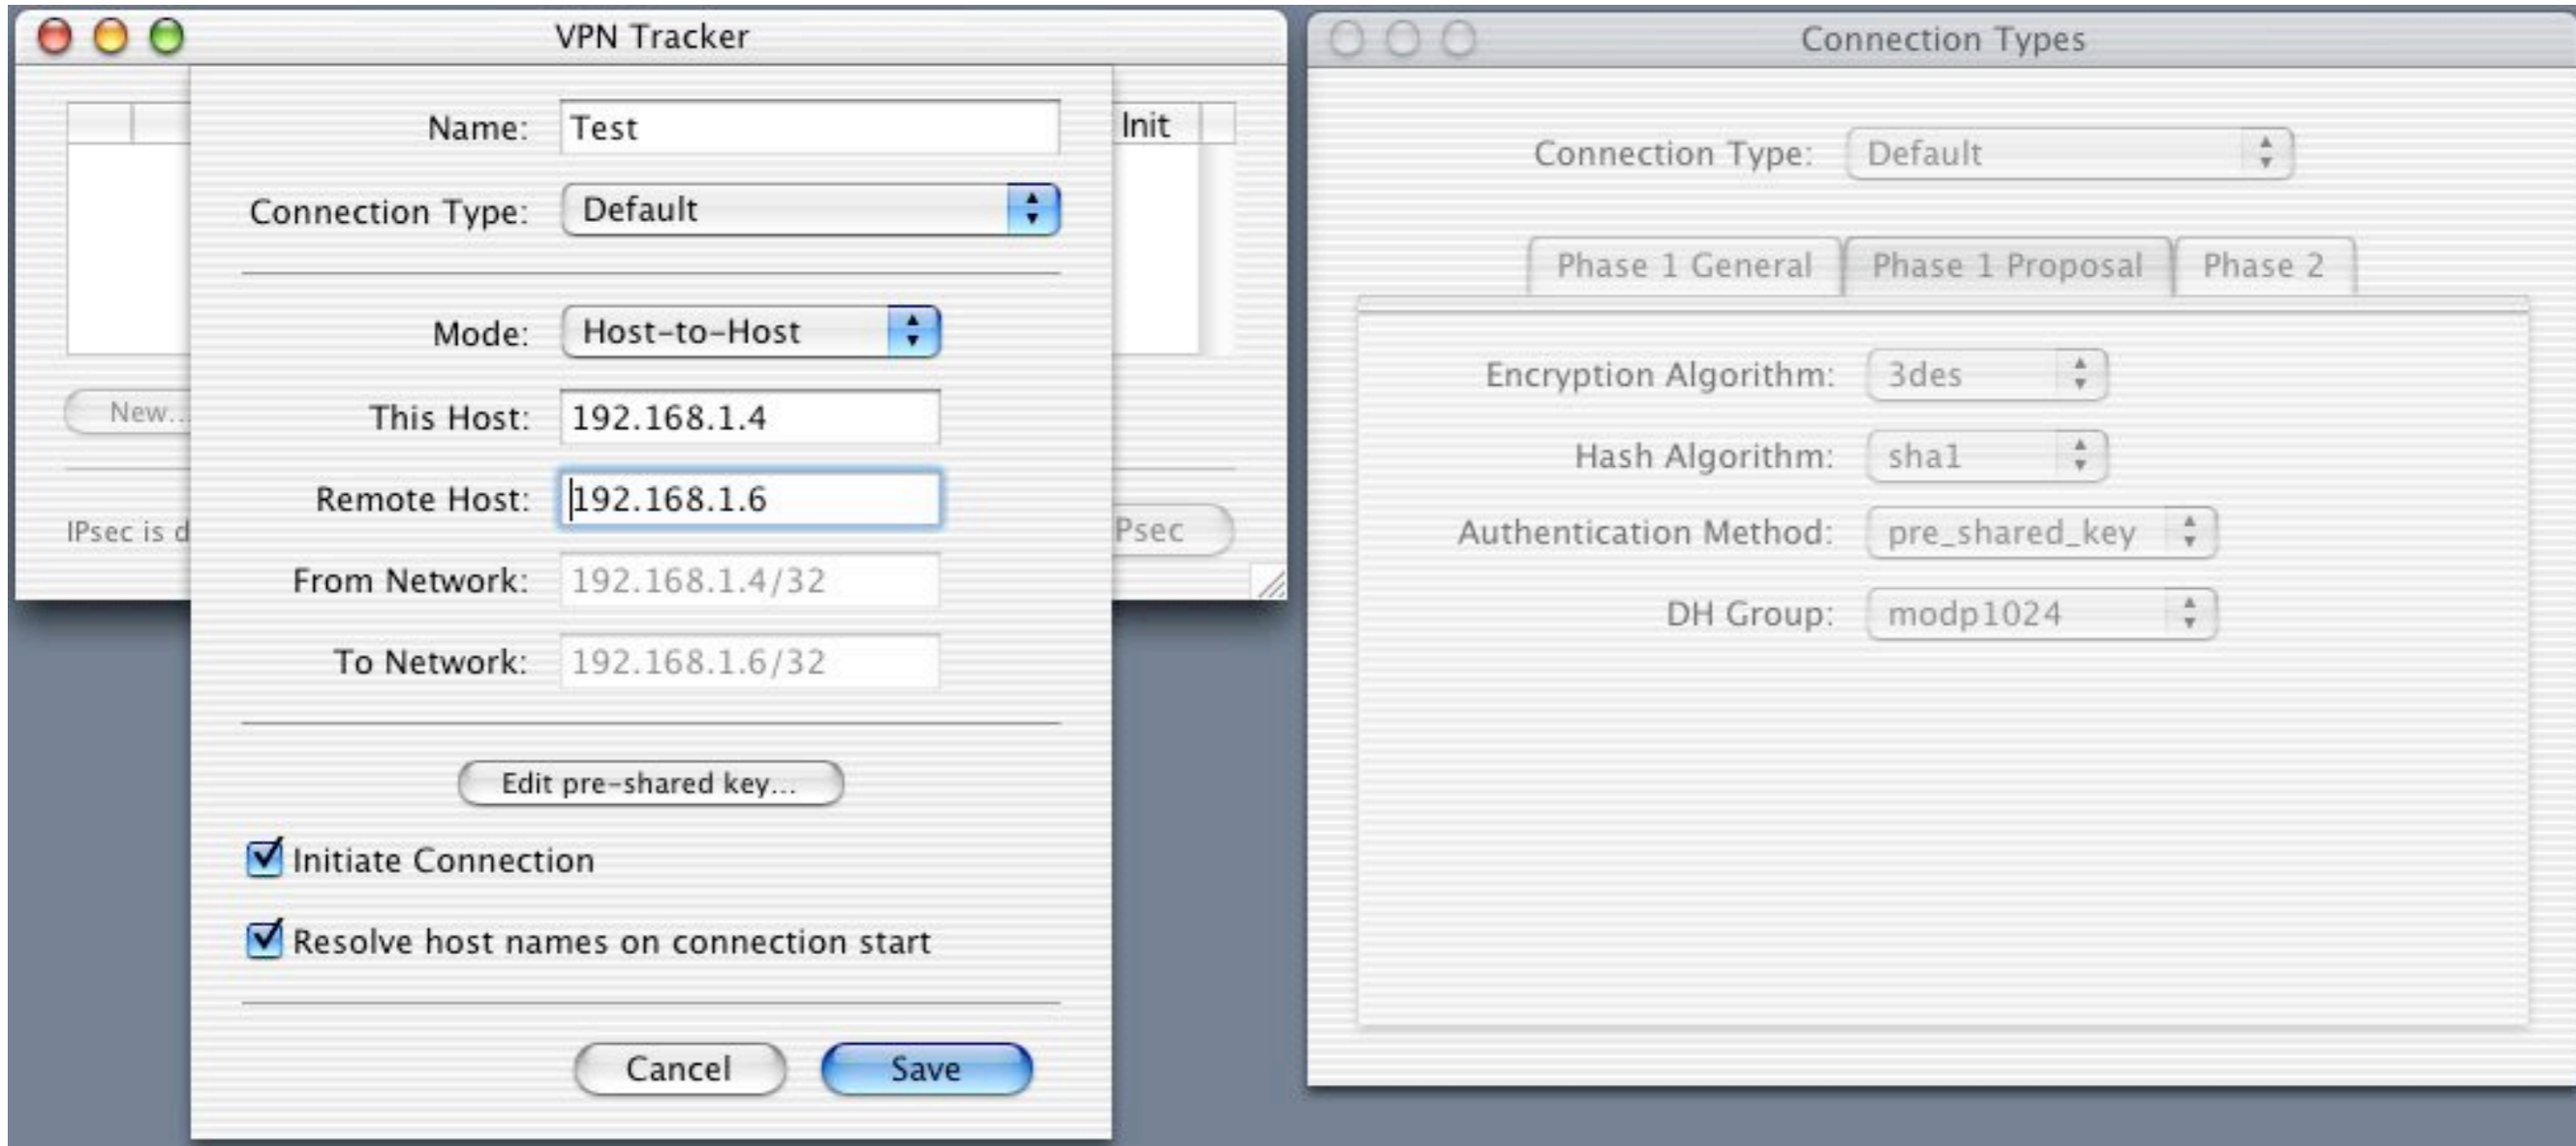 VPN Tracker
Init
New...
IPsec is d
Psec
Name: Test
Connection Type: Default
Mode: Host-to-Host
This Host: 192.168.1.4
Remote Host: 192.168.1.6
From Network: 192.168.1.4/32
To Network: 192.168.1.6/32
Edit pre-shared key...
Initiate Connection
Resolve host names on connection start
Cancel Save
Connection Types
Connection Type: Default
Phase 1 General Phase 1 Proposal Phase 2
Encryption Algorithm: 3des
Hash Algorithm: sha1
Authentication Method: pre_shared_key
DH Group: modp1024